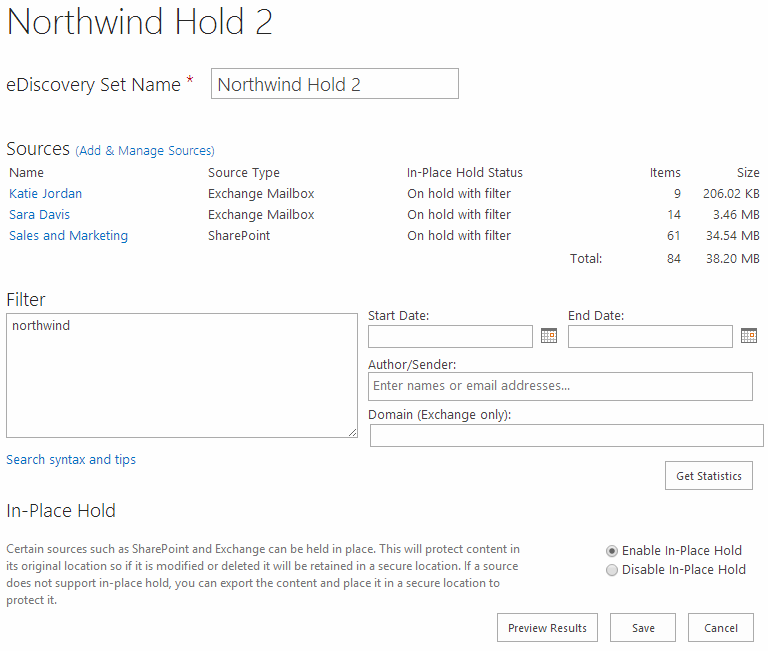 Northwind Hold 2
eDiscovery Set Name * Northwind Hold 2
Sources (Add & Manage Sources)
Name Source Type In-Place Hold Status Items Size
Katie Jordan Exchange Mailbox On hold with filter 9 206.02 KB
Sara Davis Exchange Mailbox On hold with filter 14 3.46 MB
Sales and Marketing SharePoint On hold with filter 61 34.54 MB
Total: 84 38.20 MB
Filter
northwind
Start Date: End Date:
Author/Sender:
Enter names or email addresses...
Domain (Exchange only):
Search syntax and tips
Get Statistics
In-Place Hold
Certain sources such as SharePoint and Exchange can be held in place. This will protect content in
its original location so if it is modified or deleted it will be retained in a secure location. If a source
does not support in-place hold, you can export the content and place it in a secure location to
protect it.
Enable In-Place Hold
Disable In-Place Hold
Preview Results Save Cancel